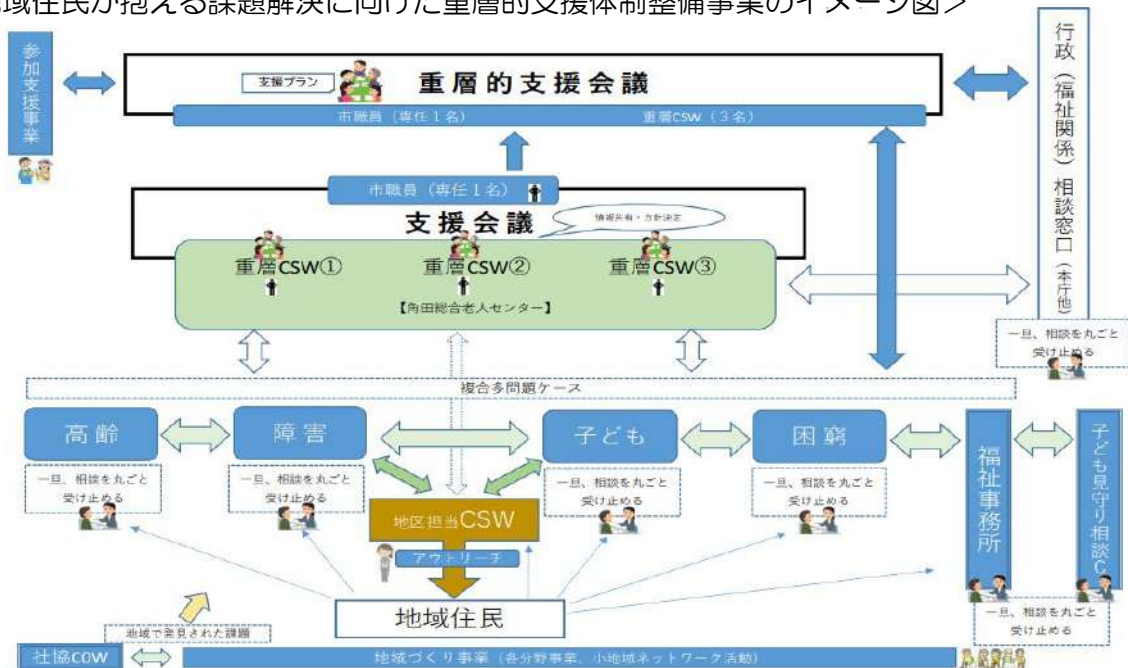 域住民が抱える課題解決に向けた重層的支援体制整備事業のイメージ図＞
参加支援事業
支援プラン
重層的支援会議
市職員（専任１名）
重層CSW（３名）
行政（福祉関係）相談窓口（本庁他）
一旦、相談を丸ごと
受け止める
市職員（専任１名）
支援会議
情報共有・方針決定
重層CSW①
重層CSW②
重層CSW③
【角田総合老人センター】
複合多問題ケース
高齢
障害
子ども
困窮
福祉事務所
子ども見守り相談C
一旦、相談を丸ごと
受け止める
一旦、相談を丸ごと
受け止める
一旦、相談を丸ごと
受け止める
一旦、相談を丸ごと
受け止める
地区担当CSW
アウトリーチ
地域住民
一旦、相談を丸ごと
受け止める
地域で発見された課題
社協COW
地域づくり事業（各分野事業、小地域ネットワーク活動）